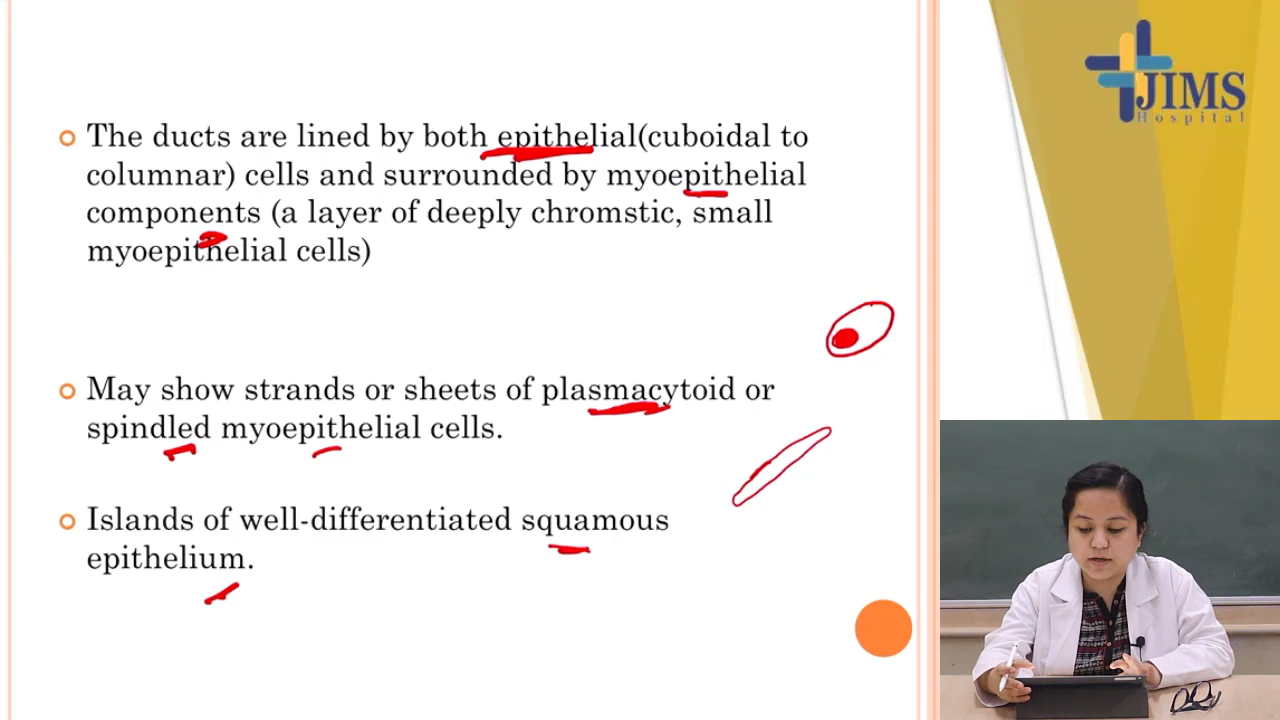 The ducts are lined by both epithelial(cuboidal to
columnar) cells and surrounded by myoepithelial
components (a layer of deeply chromstic, small
myoepithelial cells)
May show strands or sheets of plasmacytoid or
spindled myoepithelial cells.
Islands of well-differentiated squamous
epithelium.
JIMS
Hospital